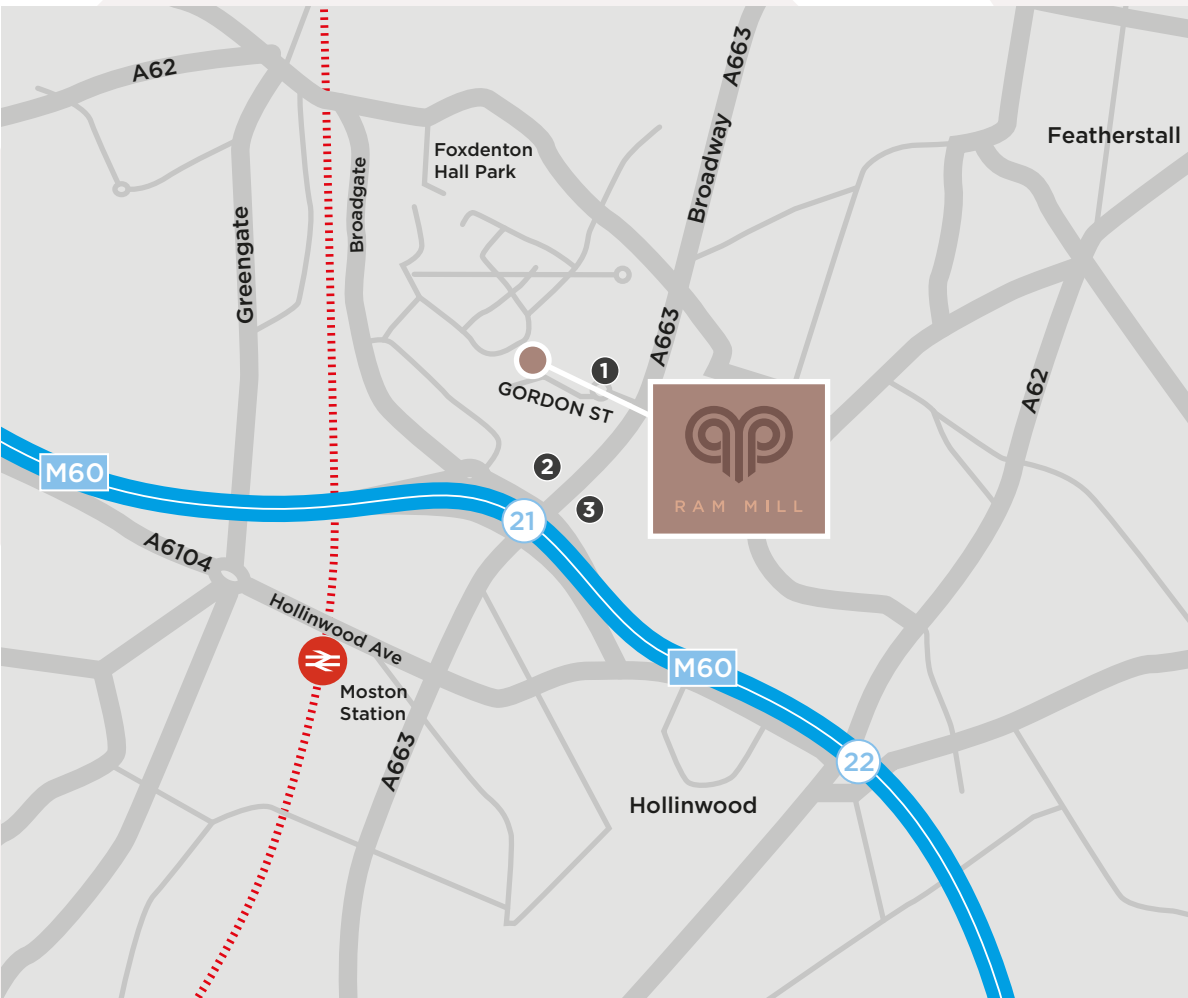 A62
A663
Broadway
Featherstall
Foxdenton
Hall Park
Broadgate
Greengate
A663
1
GORDON ST
A62
RAM MILL
M60
2
3
21
A6104
Hollinwood Ave
M60
Moston
Station
A663
22
Hollinwood